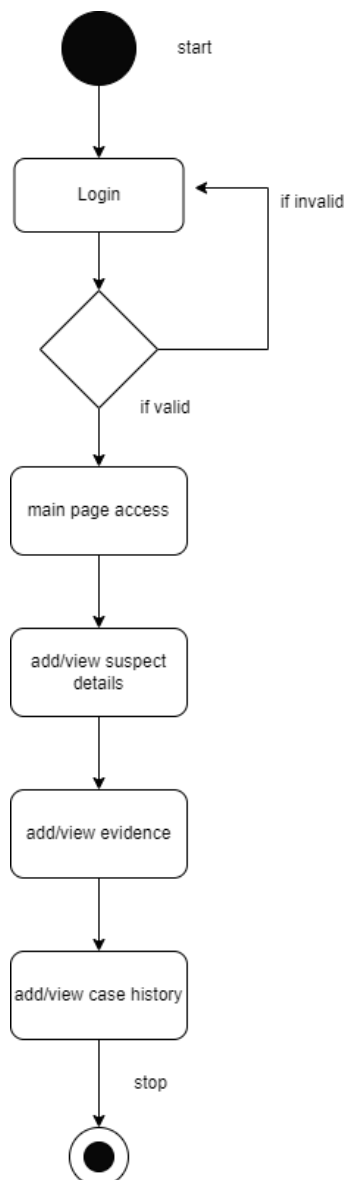 start
Login
if invalid
if valid
main page access
add/view suspect
details
add/view evidence
add/view case history
stop